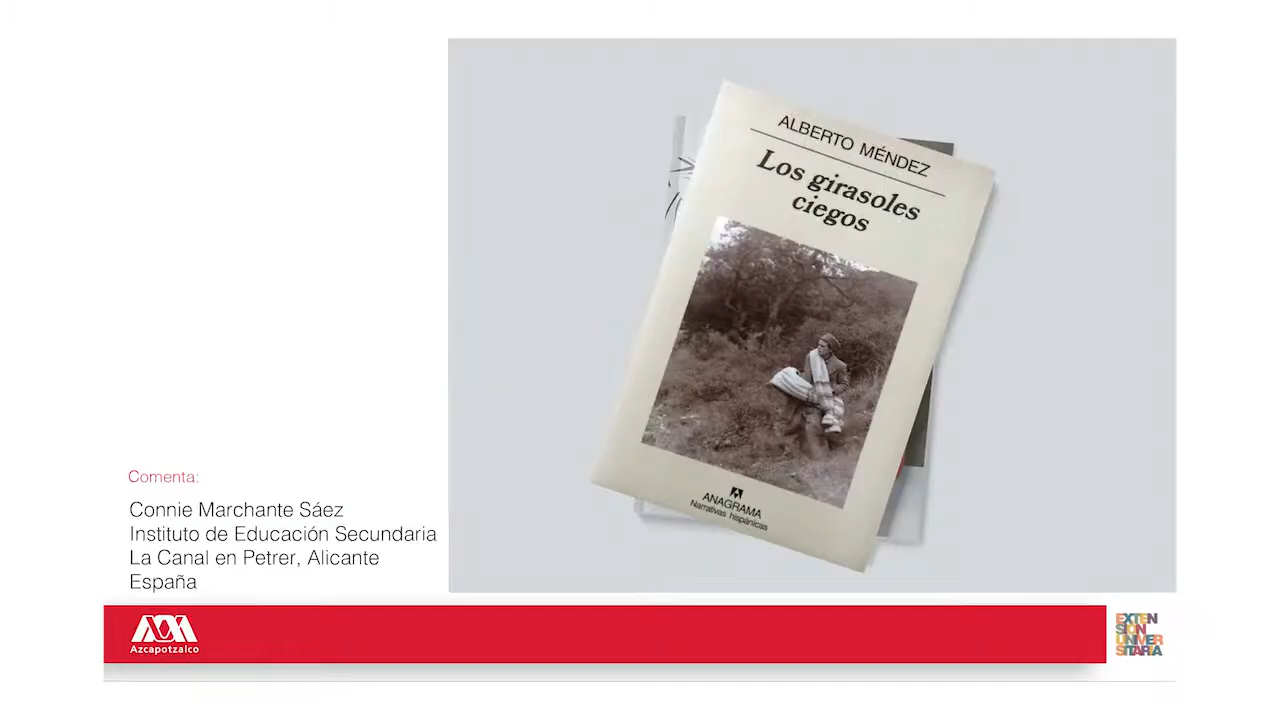 ALBERTO MÉNDEZ
Los girasoles
ciegos
ANAGRAMA
Narrativas hispánicas
Comenta:
Connie Marchante Sáez
Instituto de Educación Secundaria
La Canal en Petrer, Alicante
España
Azcapotzalco
EXTEN
SIÓN
UNIVER
SITARIA